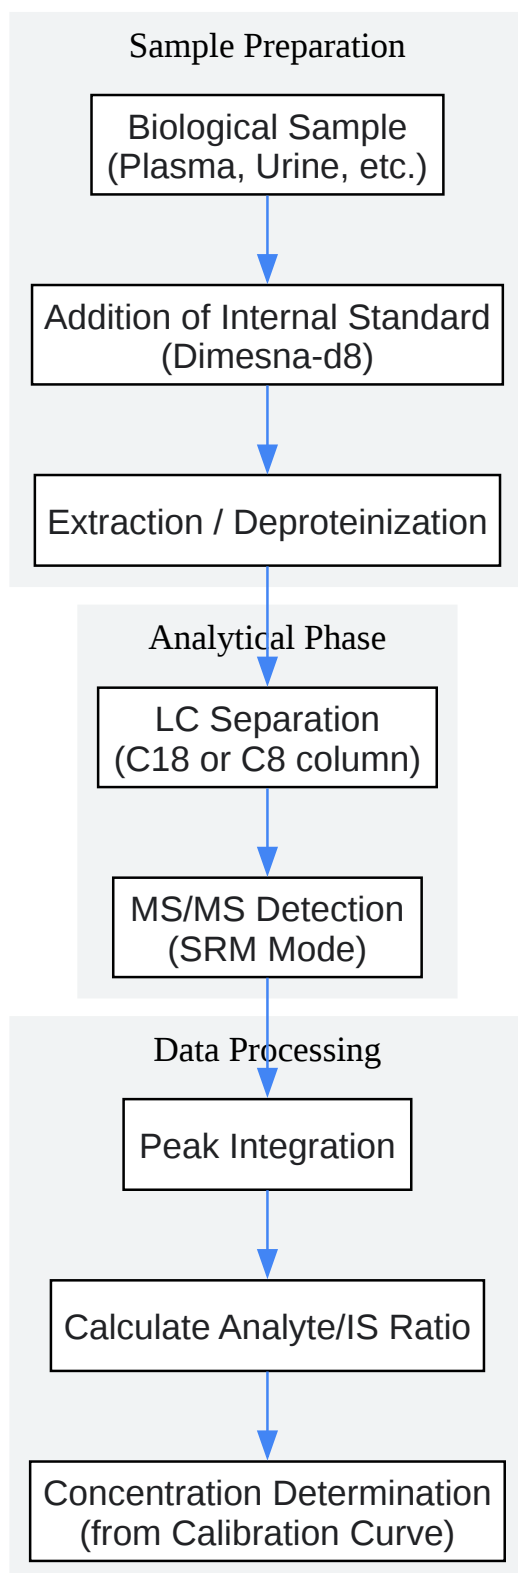 Sample Preparation
Biological Sample
(Plasma, Urine, etc.)
Addition of Internal Standard
(Dimesna-d8)
Extraction / Deproteinization
Analytical Phase
LC Separation
(C18 or C8 column)
MS/MS Detection
(SRM Mode)
Data Processing
Peak Integration
Calculate Analyte/IS Ratio
Concentration Determination
(from Calibration Curve)